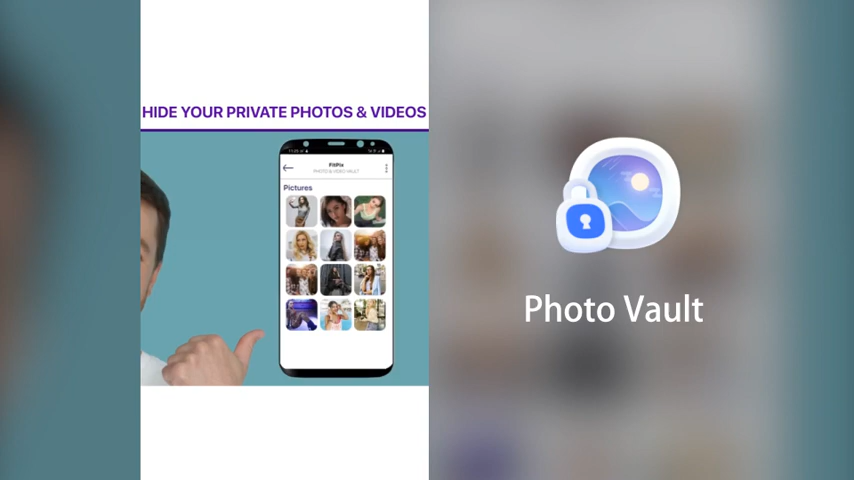 HIDE YOUR PRIVATE PHOTOS & VIDEOS
FitPix
PHOTO & VIDEO VAULT
Pictures
Photo Vault